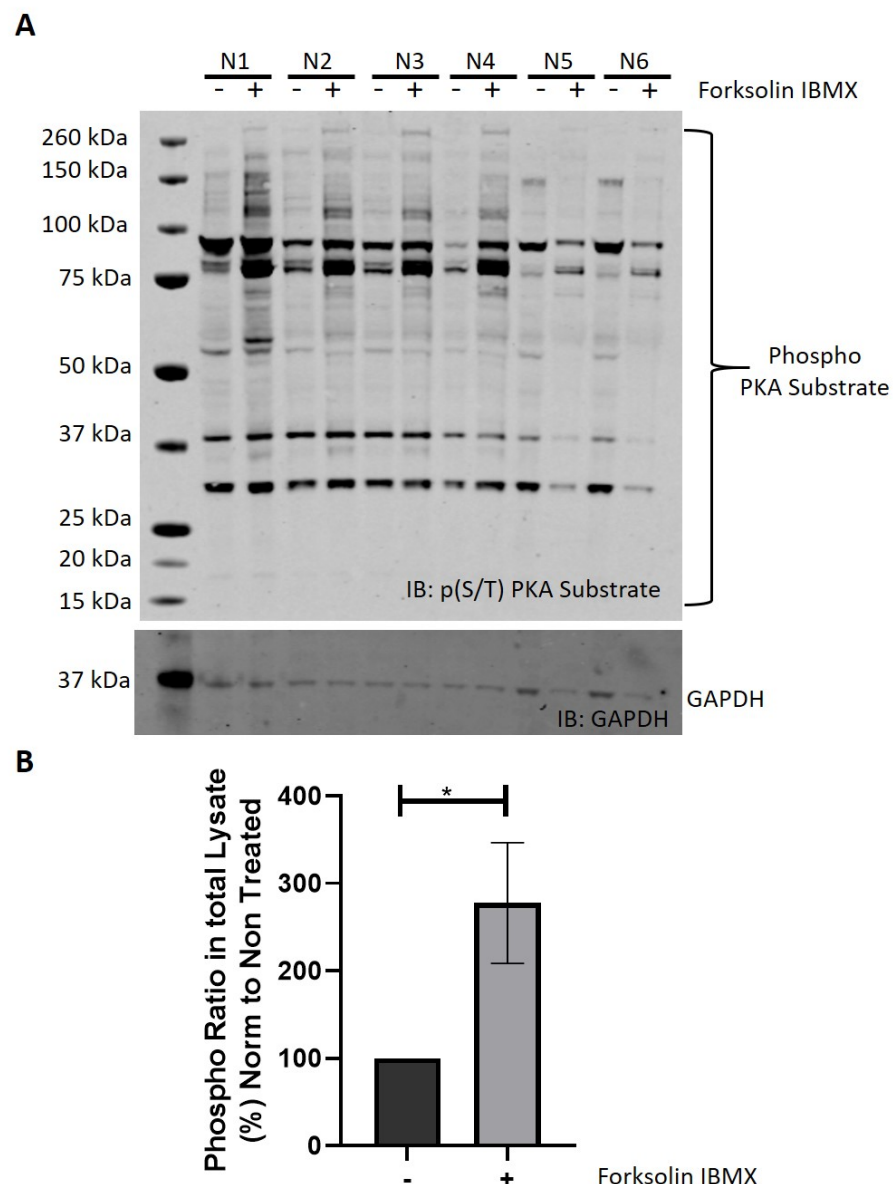 A
N1 N2 N3 N4 N5 N6
- + - + - + - + - + - + Forksolin IBMX
260 kDa
150 kDa
100 kDa
75 kDa
50 kDa
37 kDa
25 kDa
20 kDa
15 kDa
Phospho
PKA Substrate
IB: p(S/T) PKA Substrate
37 kDa
GAPDH
IB: GAPDH
B
Phospho Ratio in total Lysate
(%) Norm to Non Treated
400
300
200
100
0
*
- + Forksolin IBMX